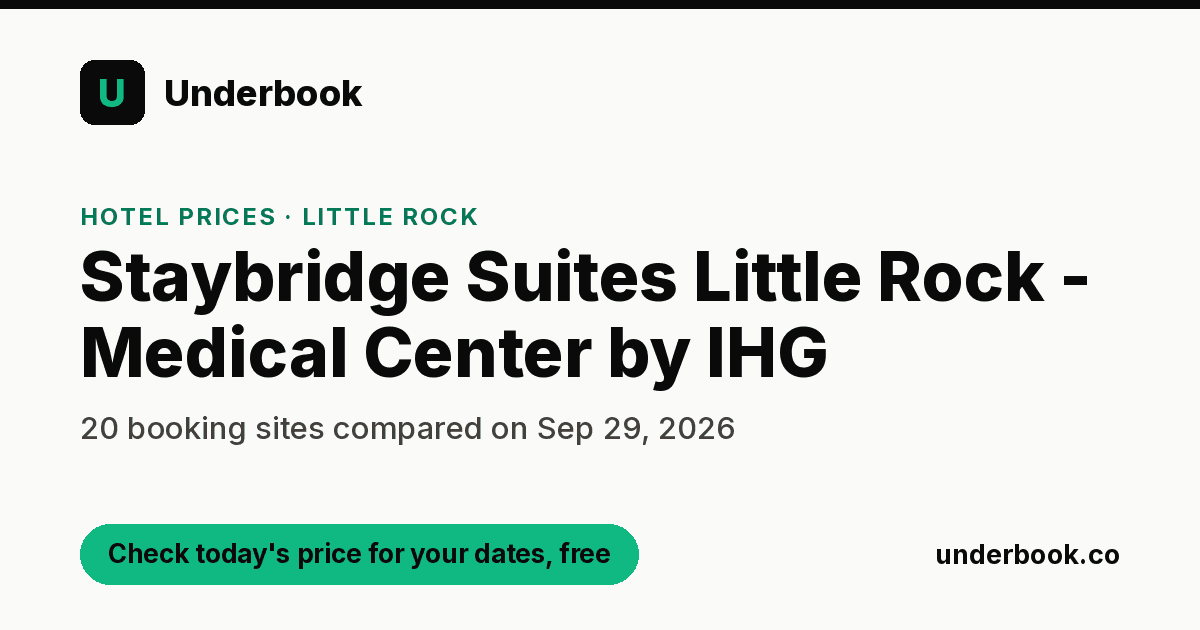 U Underbook
HOTEL PRICES · LITTLE ROCK
Staybridge Suites Little Rock -
Medical Center by IHG
20 booking sites compared on Sep 29, 2026
Check today's price for your dates, free
underbook.co